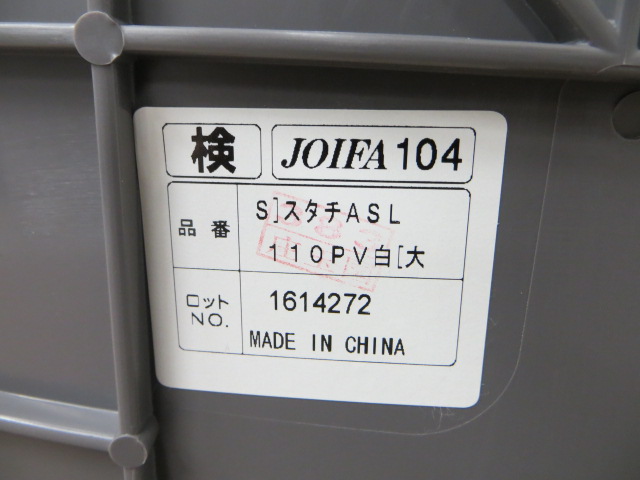 検 JOIFA 104
品番 S]スタチASL
110PV白[大
ロット
NO. 1614272
MADE IN CHINA